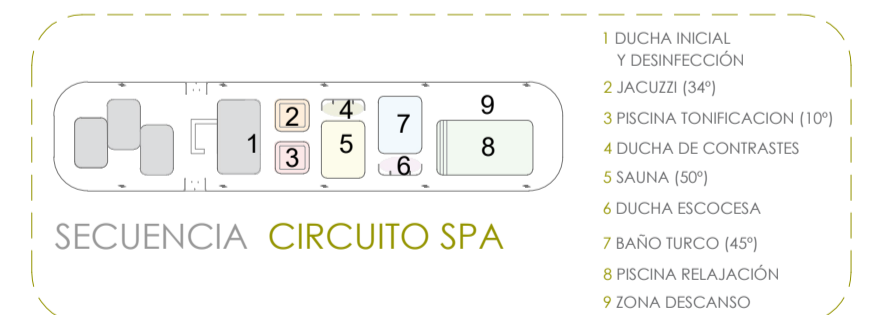 1 DUCHA INICIAL
Y DESINFECCIÓN
2 JACUZZI (34º)
3 PISCINA TONIFICACION (10º)
4 DUCHA DE CONTRASTES
5 SAUNA (50º)
6 DUCHA ESCOCESA
7 BAÑO TURCO (45º)
8 PISCINA RELAJACIÓN
9 ZONA DESCANSO
1
2
3
4
5
6
7
8
9
SECUENCIA CIRCUITO SPA